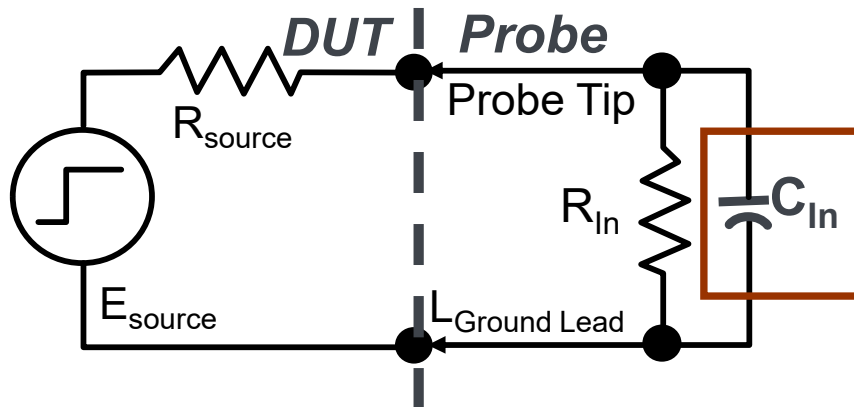 DUT
Probe
Probe Tip
Rsource
RIn
CIn
Esource
LGround Lead